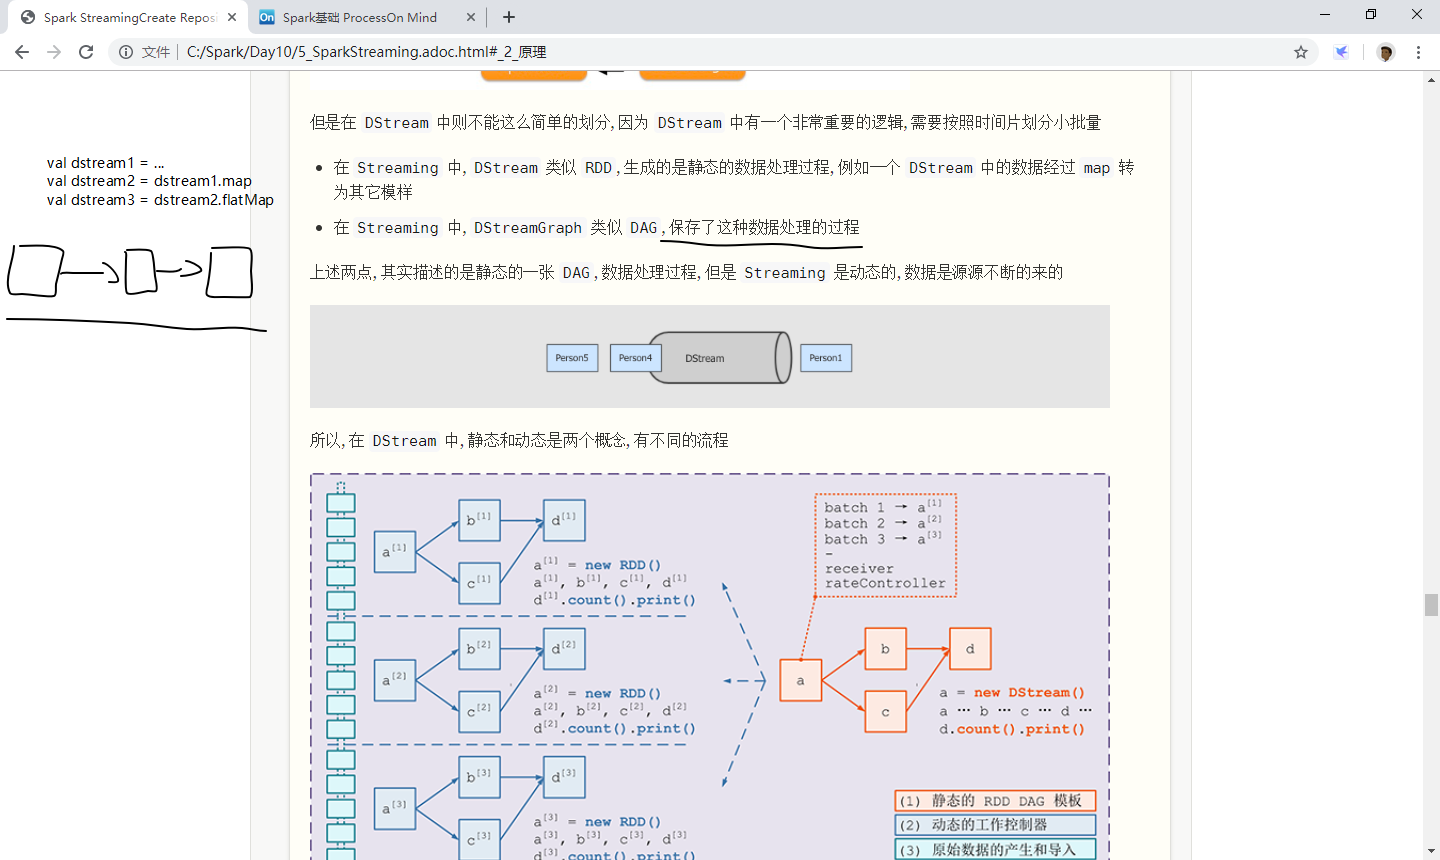 Spark StreamingCreate Reposi
On Spark基础 ProcessOn Mind
文件 C:/Spark/Day10/5_SparkStreaming.adoc.html#_2_原理
但是在 DStream 中则不能这么简单的划分, 因为 DStream 中有一个非常重要的逻辑, 需要按照时间片划分小批量
val dstream1 = ...
val dstream2 = dstream1.map
val dstream3 = dstream2.flatMap
在 Streaming 中, DStream 类似 RDD, 生成的是静态的数据处理过程, 例如一个 DStream 中的数据经过 map 转
为其它模样
在 Streaming 中, DStreamGraph 类似 DAG, 保存了这种数据处理的过程
上述两点, 其实描述的是静态的一张 DAG, 数据处理过程, 但是 Streaming 是动态的, 数据是源源不断的来的
Person5 Person4 DStream Person1
所以, 在 DStream 中, 静态和动态是两个概念, 有不同的流程
a[1] b[1] c[1] d[1]
a[1] = new RDD()
a[1], b[1], c[1], d[1]
d[1].count().print()
a[2] b[2] c[2] d[2]
a[2] = new RDD()
a[2], b[2], c[2], d[2]
d[2].count().print()
a[3] b[3] c[3] d[3]
a[3] = new RDD()
a[3], b[3], c[3], d[3]
d[3].count().print()
batch 1 → a[1]
batch 2 → a[2]
batch 3 → a[3]
-
receiver
rateController
a b c d
a = new DStream()
a … b … c … d …
d.count().print()
(1) 静态的 RDD DAG 模板
(2) 动态的工作控制器
(3) 原始数据的产生和导入